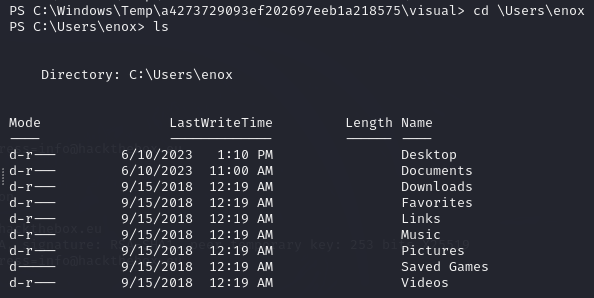 PS C:\Windows\Temp\a4273729093ef202697eeb1a218575\visual> cd \Users\enox
PS C:\Users\enox> ls
Directory: C:\Users\enox
Mode LastWriteTime Length Name
---- ------------- ------ ----
d-r--- 6/10/2023 1:10 PM Desktop
d-r--- 6/10/2023 11:00 AM Documents
d-r--- 9/15/2018 12:19 AM Downloads
d-r--- 9/15/2018 12:19 AM Favorites
d-r--- 9/15/2018 12:19 AM Links
d-r--- 9/15/2018 12:19 AM Music
d-r--- 9/15/2018 12:19 AM Pictures
d----- 9/15/2018 12:19 AM Saved Games
d-r--- 9/15/2018 12:19 AM Videos